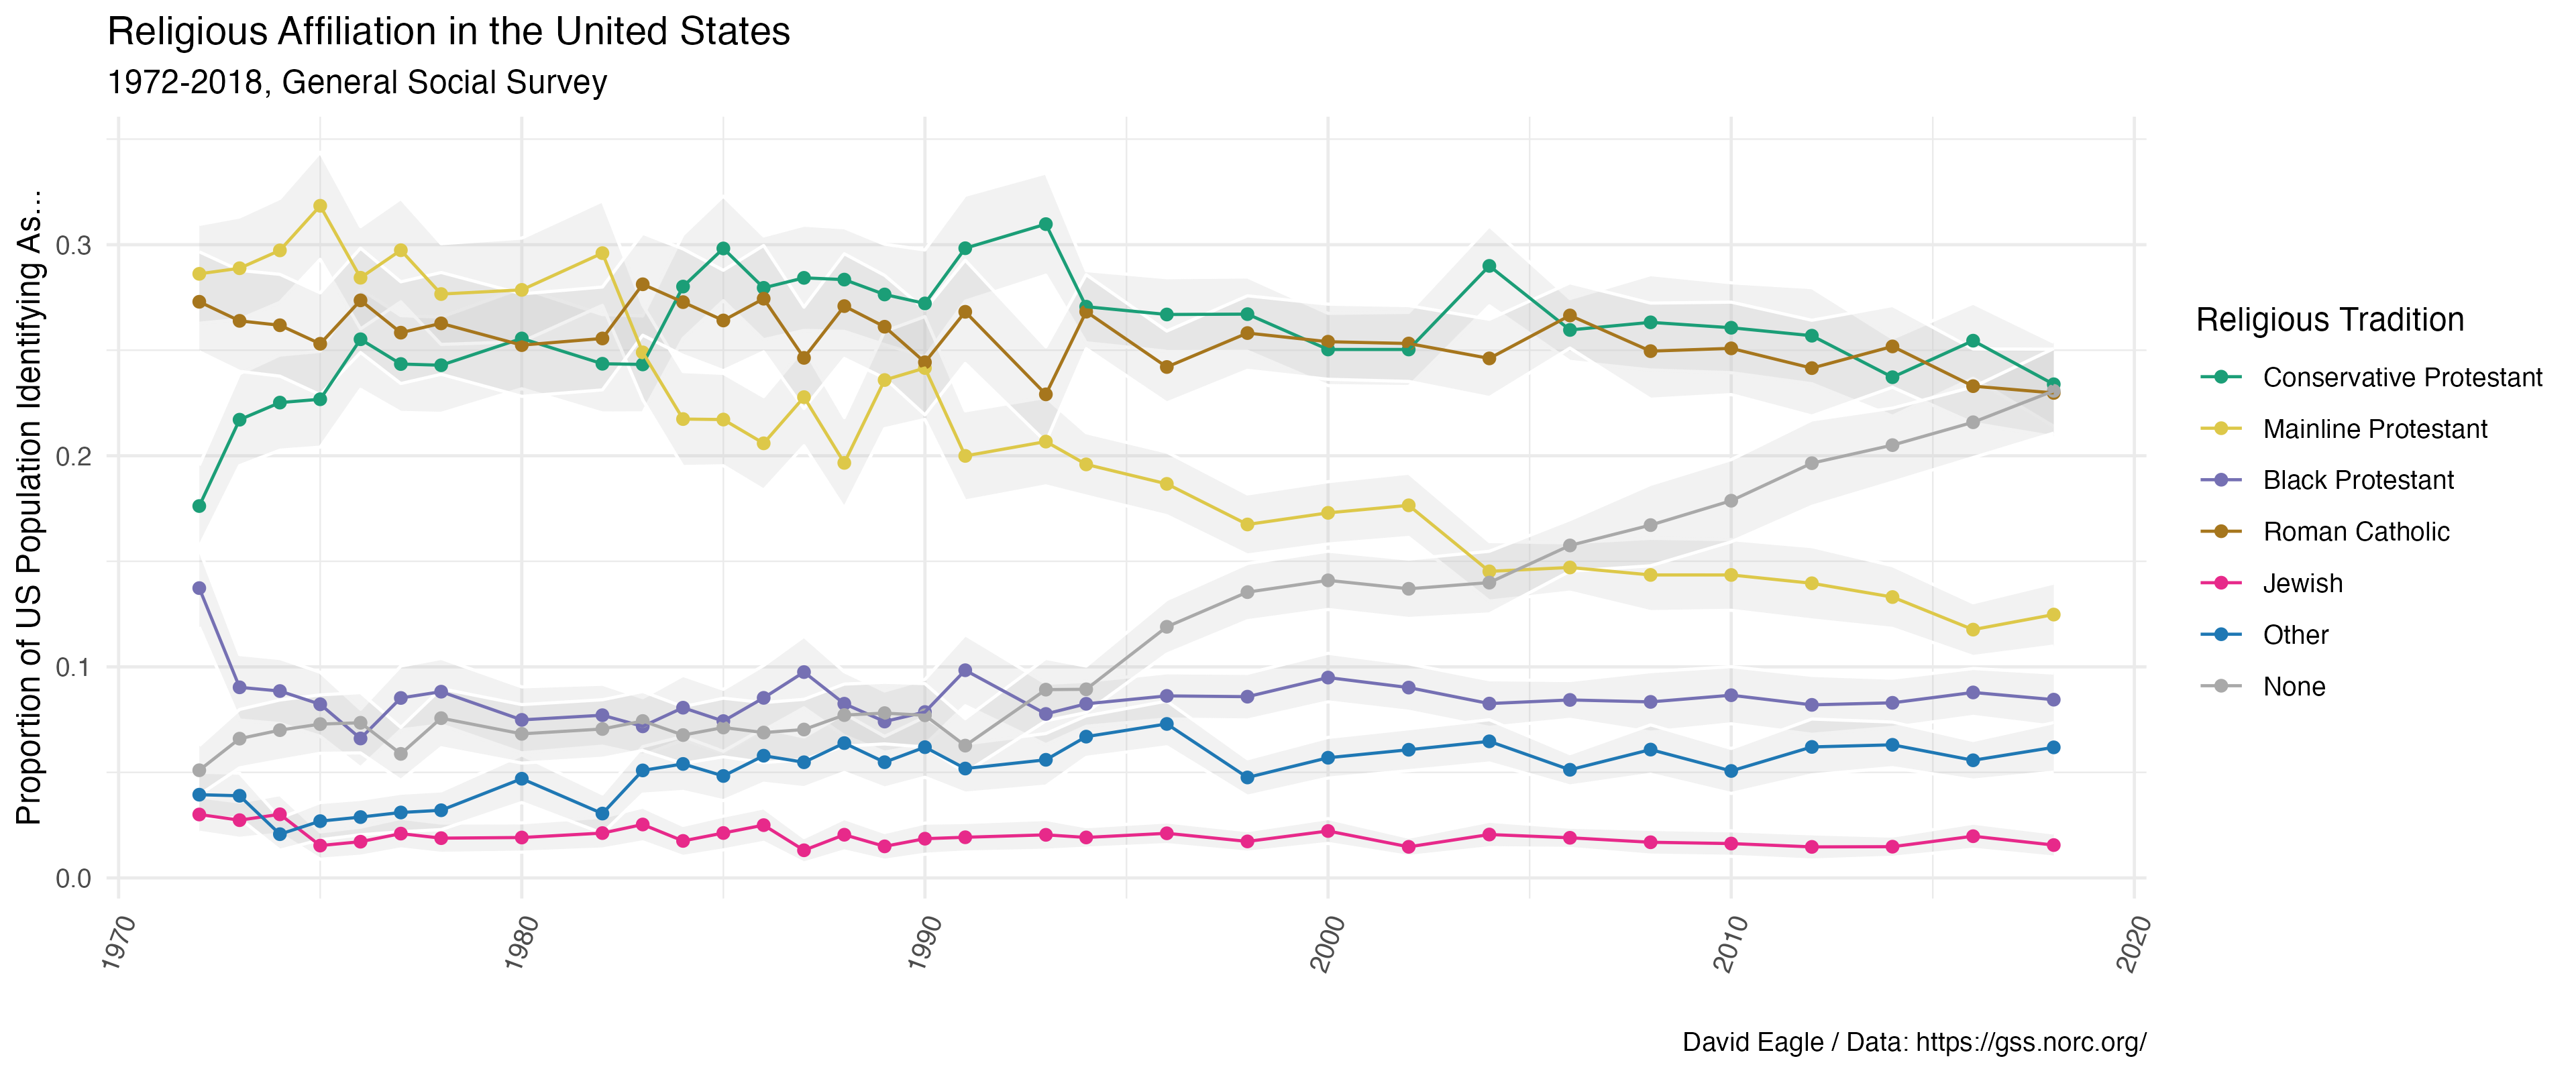 Religious Affiliation in the United States
1972-2018, General Social Survey
Proportion of US Population Identifying As...
0.3
0.2
0.1
0.0
1970
1980
1990
2000
2010
2020
Religious Tradition
Conservative Protestant
Mainline Protestant
Black Protestant
Roman Catholic
Jewish
Other
None
David Eagle / Data: https://gss.norc.org/